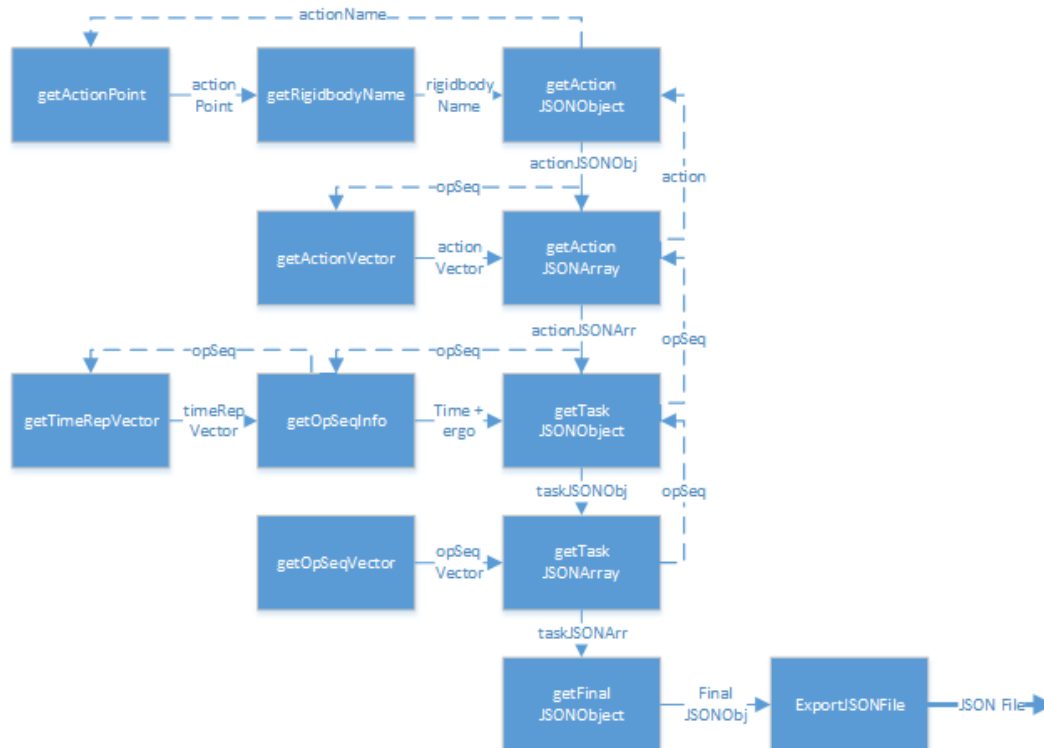 actionName
getActionPoint
action
Point
getRigidbodyName
rigidbody
Name
getAction
JSONObject
actionJSONObj
action
opSeq
getActionVector
action
Vector
getAction
JSONArray
actionJSONArr
opSeq
opSeq
opSeq
getTimeRepVector
timeRep
Vector
getOpSeqInfo
Time +
ergo
getTask
JSONObject
taskJSONObj
opSeq
getOpSeqVector
opSeq
Vector
getTask
JSONArray
taskJSONArr
getFinal
JSONObject
Final
JSONObj
ExportJSONFile
JSON File